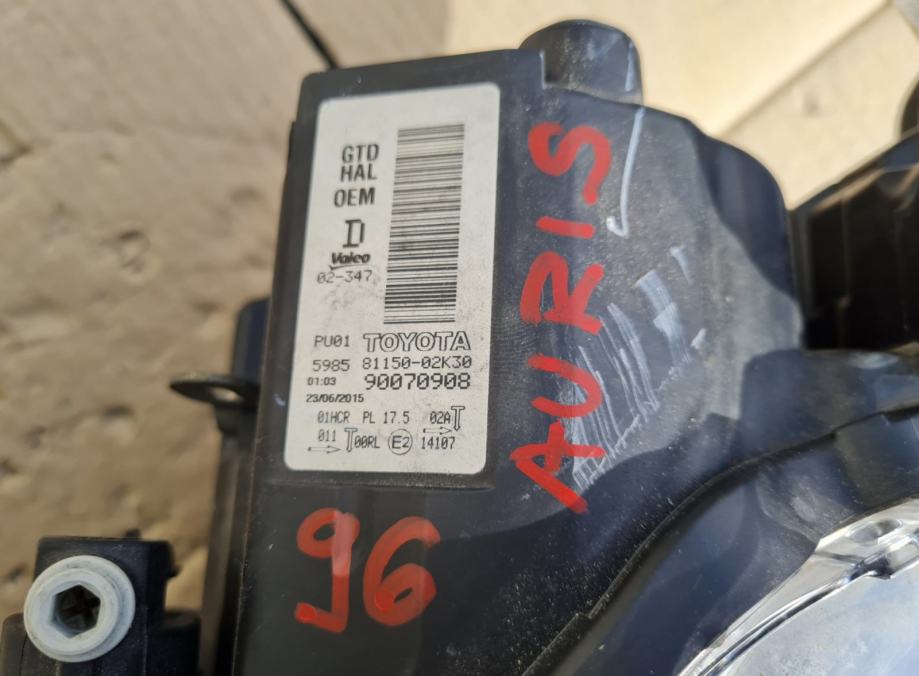 GTD
HAL
OEM
D
Valeo
02-347
PU01 TOYOTA
5985 81150-02K30
01:03 90070908
23/06/2015
01HCR PL 17.5 02A
011 00RL E2 14107
AURIS
96